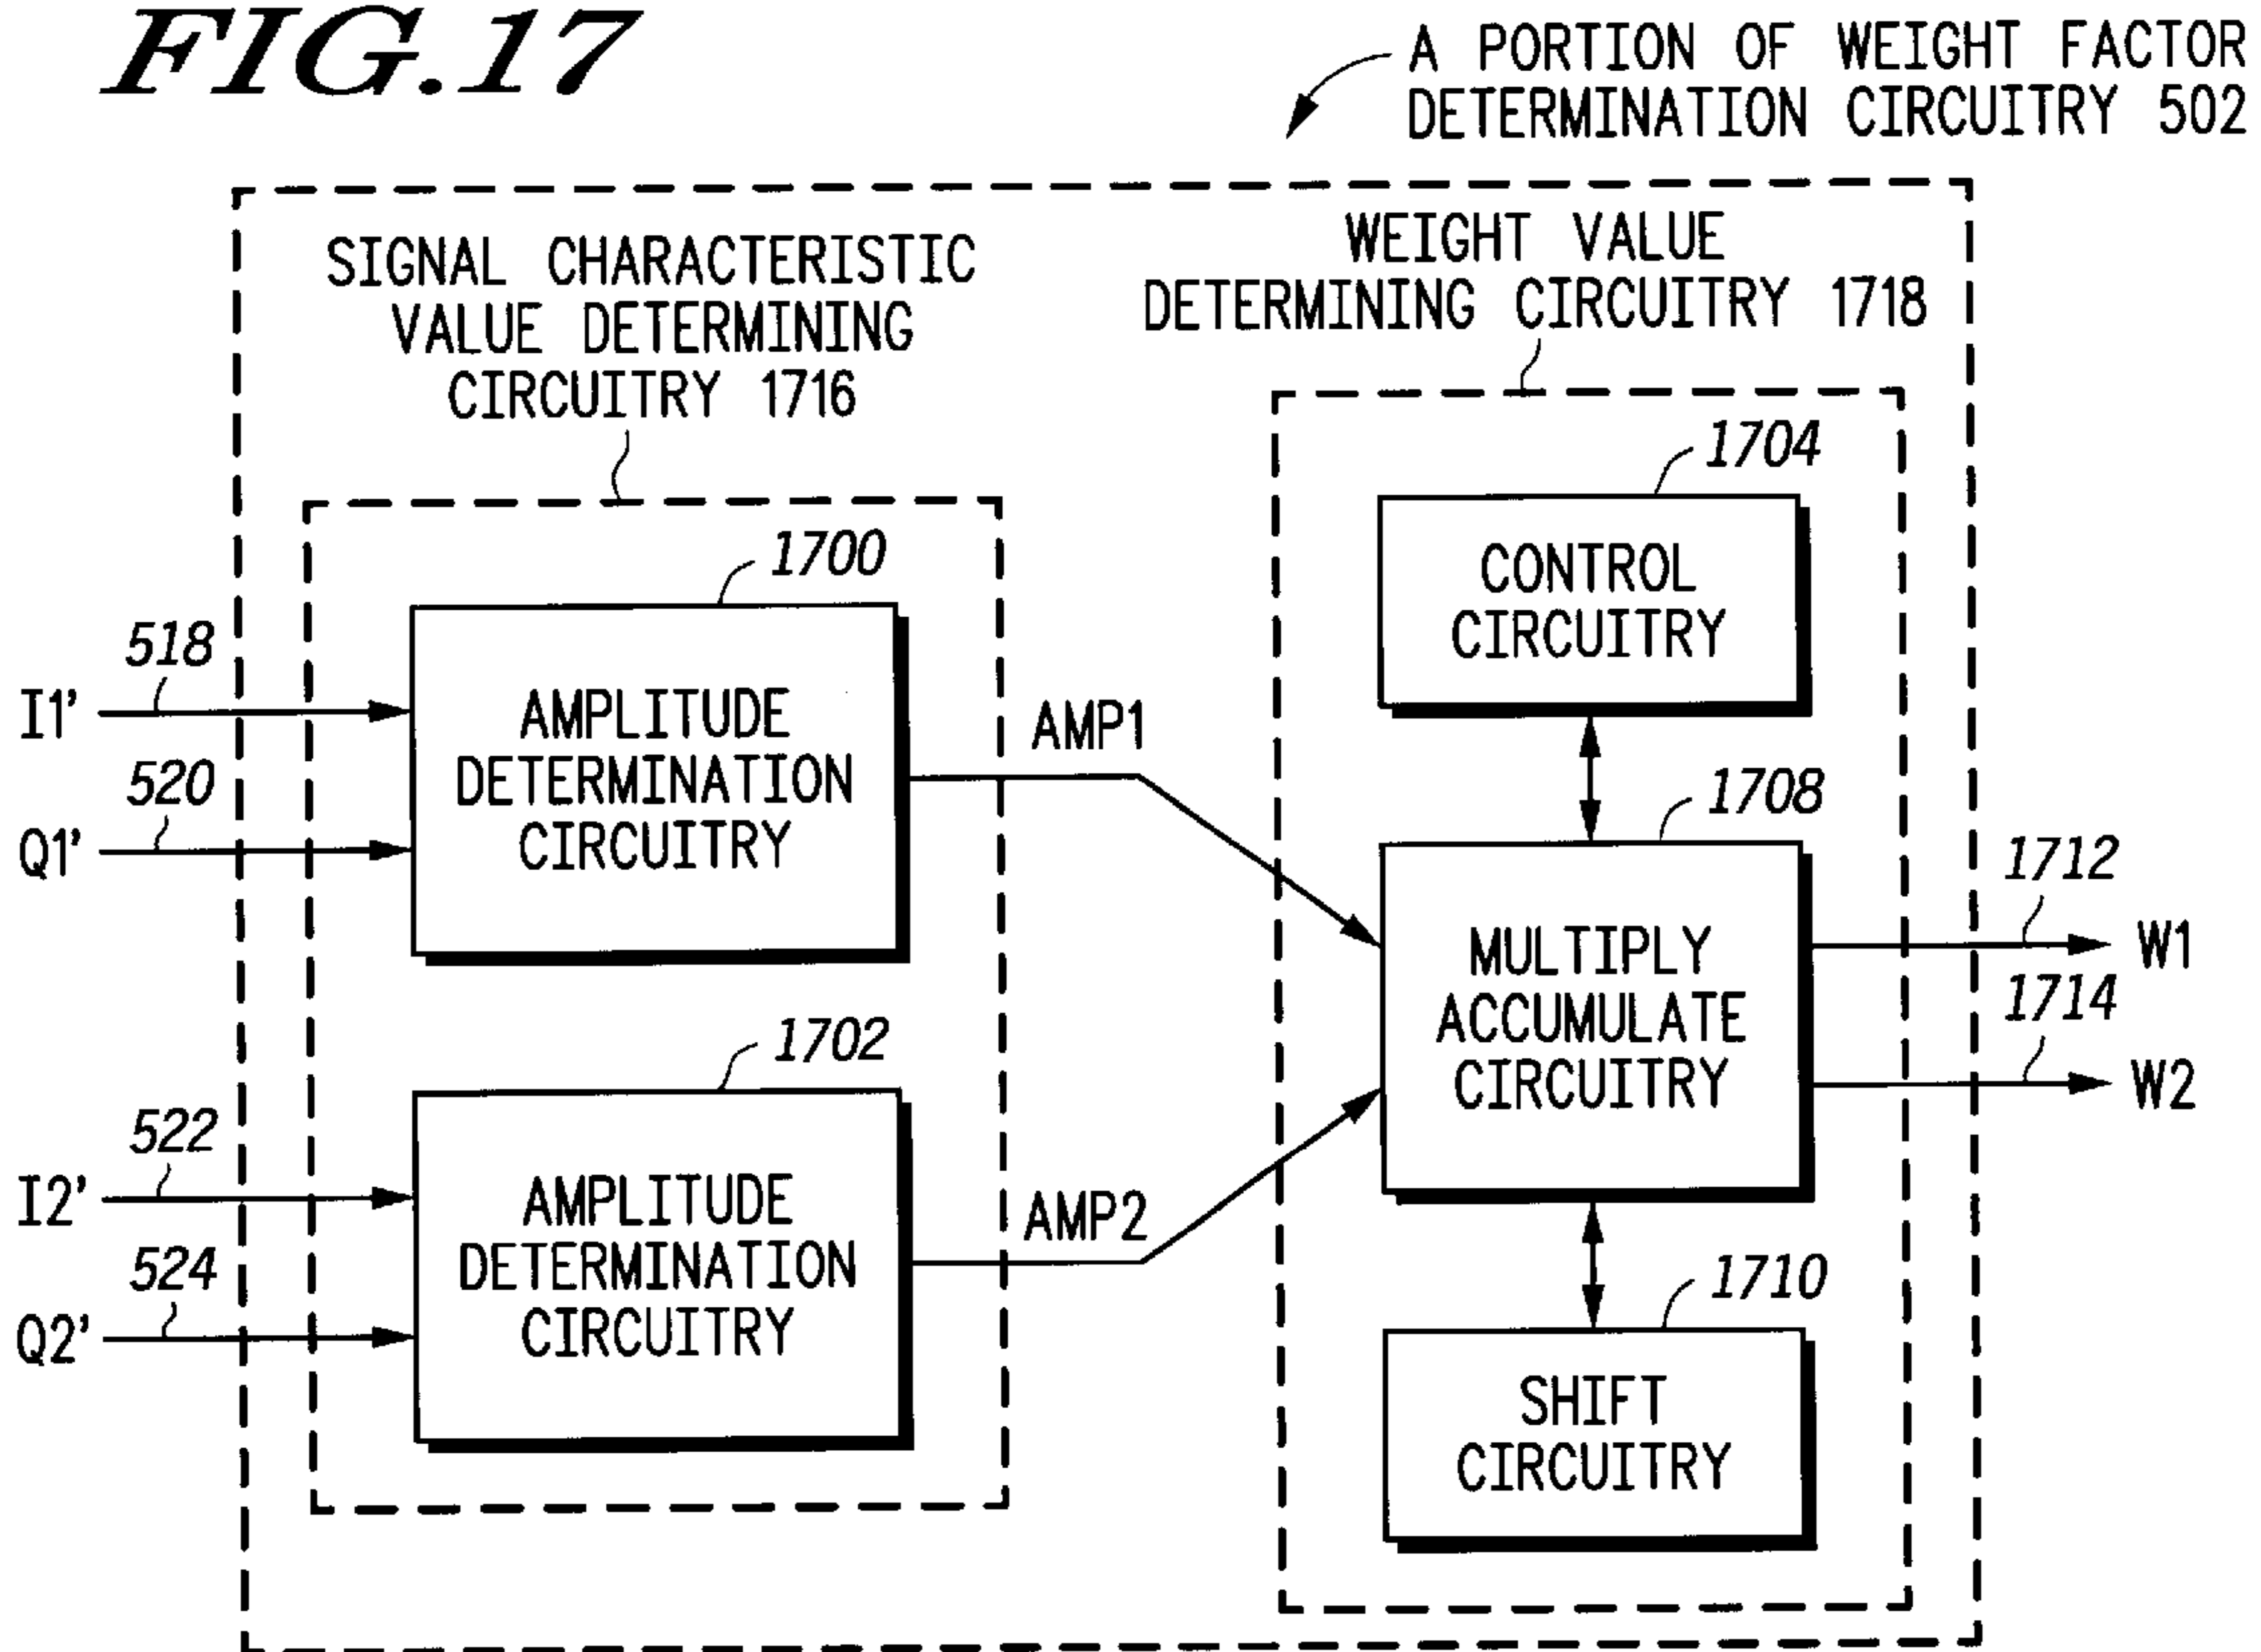 FIG.17
A PORTION OF WEIGHT FACTOR
DETERMINATION CIRCUITRY 502
SIGNAL CHARACTERISTIC
VALUE DETERMINING
CIRCUITRY 1716
WEIGHT VALUE
DETERMINING CIRCUITRY 1718
1704
CONTROL
CIRCUITRY
1700
AMPLITUDE
DETERMINATION
CIRCUITRY
518
I1'
520
Q1'
AMP1
1708
MULTIPLY
ACCUMULATE
CIRCUITRY
1712
W1
1714
W2
1702
AMPLITUDE
DETERMINATION
CIRCUITRY
522
I2'
524
Q2'
AMP2
1710
SHIFT
CIRCUITRY